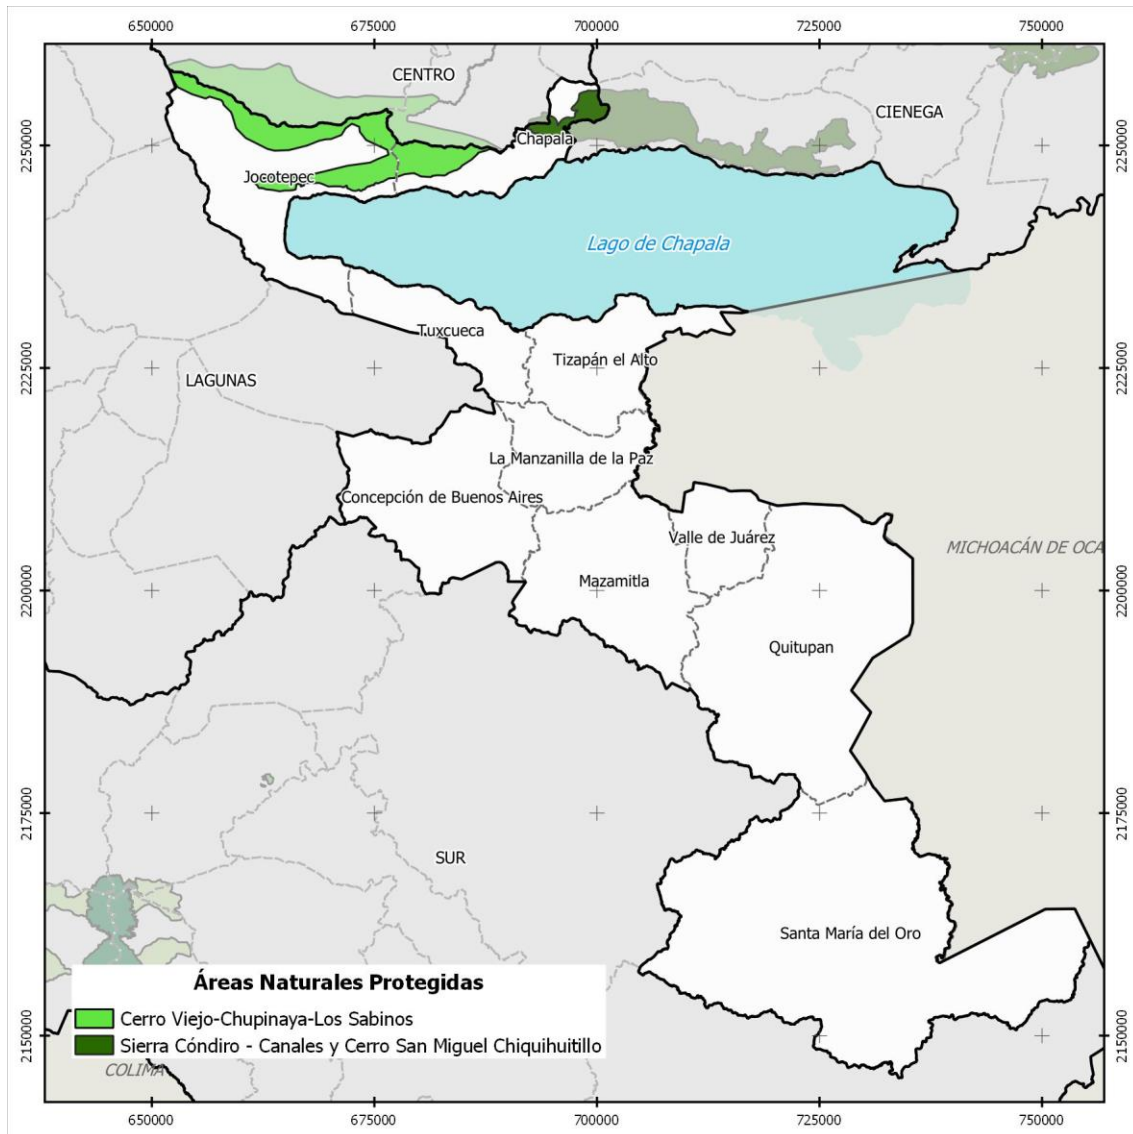 650000
675000
700000
725000
750000
CENTRO
CIENEGA
2250000
2250000
Chapala
Jocotepec
Lago de Chapala
Tuxcueca
Tizapán el Alto
2225000
2225000
LAGUNAS
La Manzanilla de la Paz
Concepción de Buenos Aires
Valle de Juárez
MICHOACÁN DE OCA
Mazamitla
2200000
2200000
Quitupan
2175000
2175000
SUR
Santa María del Oro
Áreas Naturales Protegidas
Cerro Viejo-Chupinaya-Los Sabinos
Sierra Cóndiro - Canales y Cerro San Miguel Chiquihuitillo
2150000
2150000
COLIMA
650000
675000
700000
725000
750000